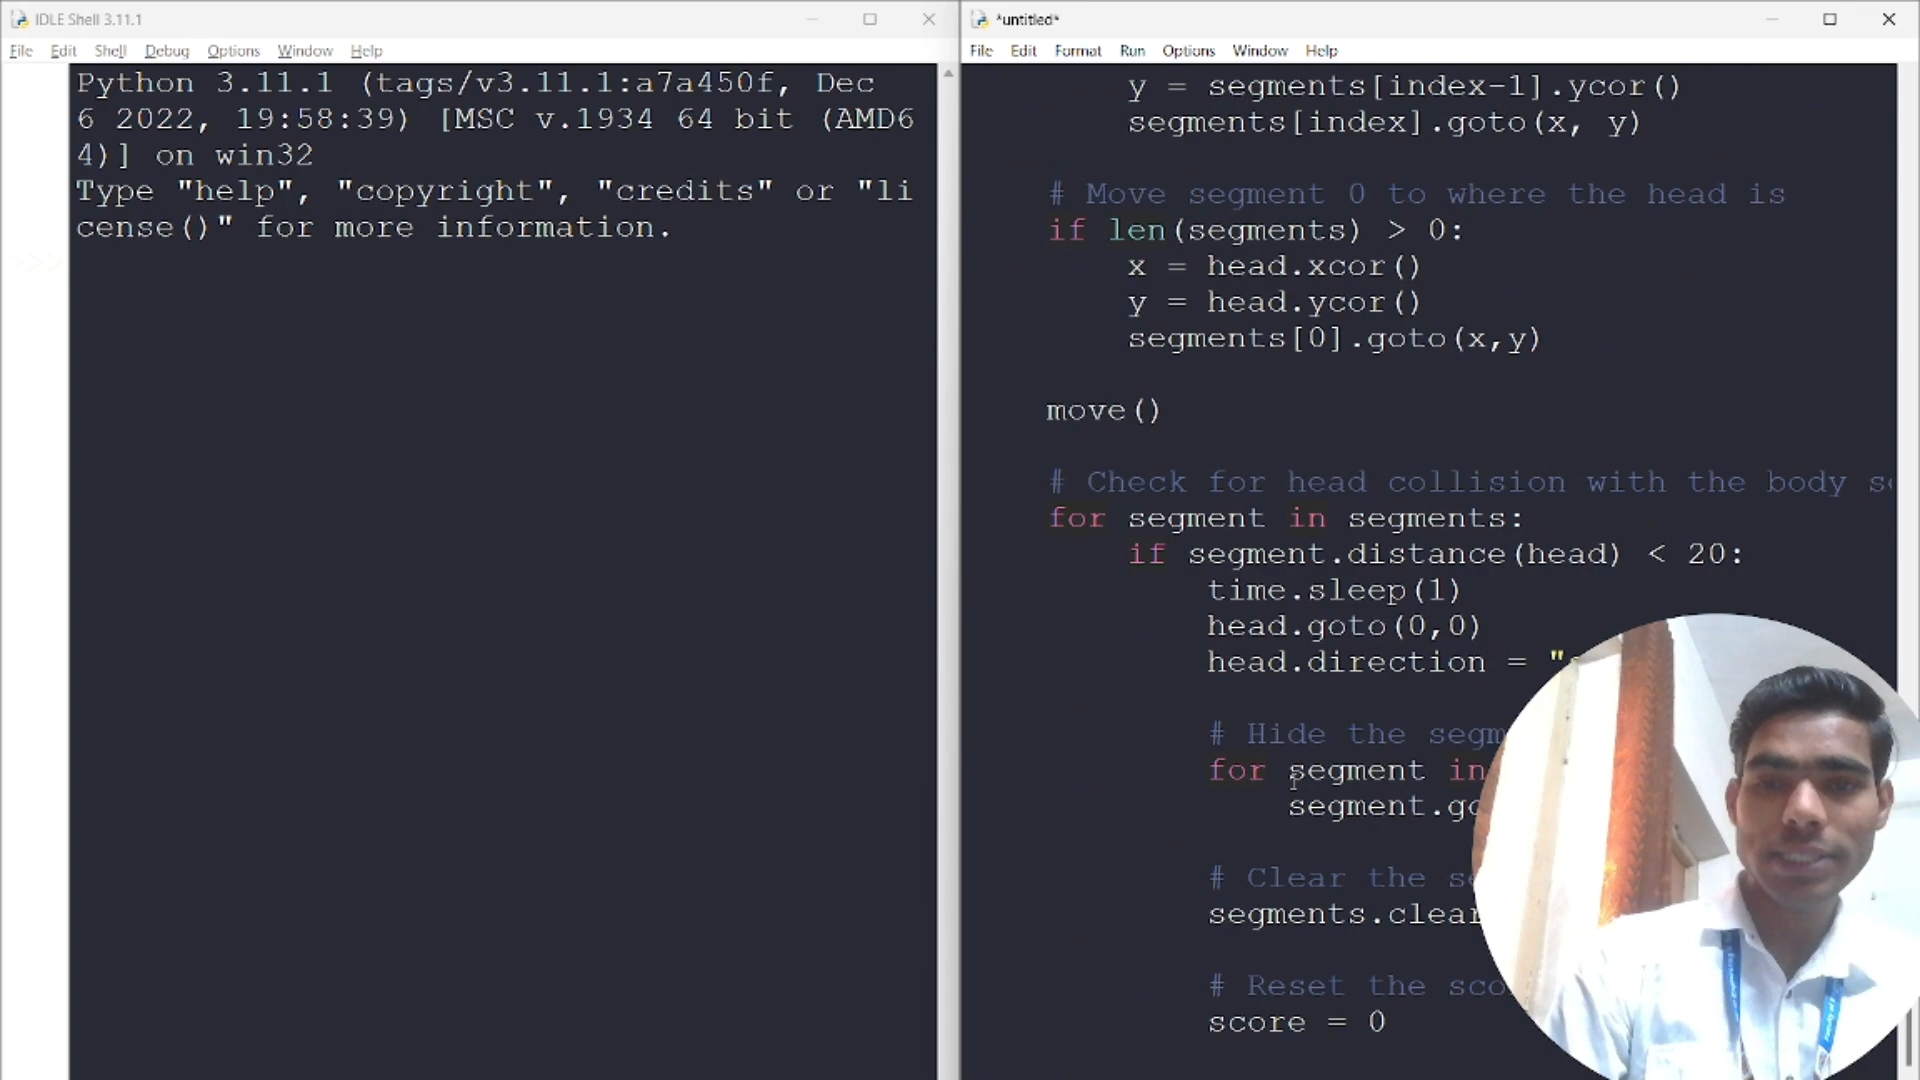 IDLE Shell 3.11.1
File Edit Shell Debug Options Window Help
Python 3.11.1 (tags/v3.11.1:a7a450f, Dec
6 2022, 19:58:39) [MSC v.1934 64 bit (AMD6
4)] on win32
Type "help", "copyright", "credits" or "li
cense()" for more information.
>>>
*untitled*
File Edit Format Run Options Window Help
y = segments[index-1].ycor()
segments[index].goto(x, y)
# Move segment 0 to where the head is
if len(segments) > 0:
x = head.xcor()
y = head.ycor()
segments[0].goto(x,y)
move()
# Check for head collision with the body
for segment in segments:
if segment.distance(head) < 20:
time.sleep(1)
head.goto(0,0)
head.direction = "
# Hide the
for segment in
segment.
# Clear the
segments.clear
# Reset the
score = 0